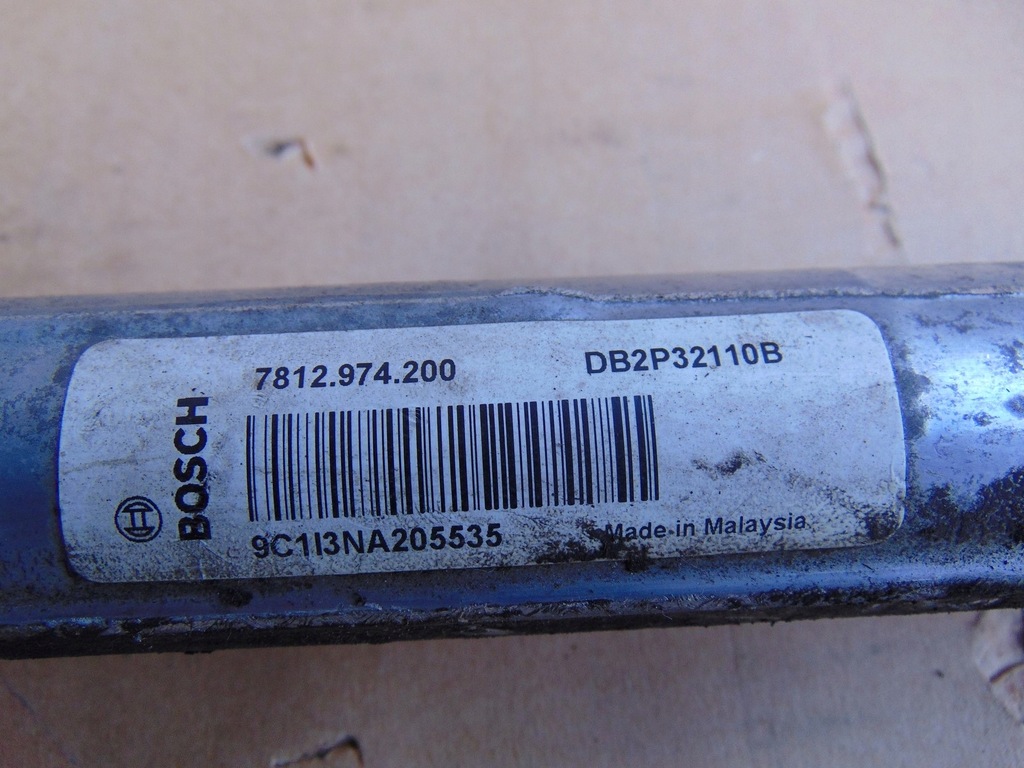 7812.974.200
DB2P32110B
BOSCH
9C1I3NA205535
Made in Malaysia